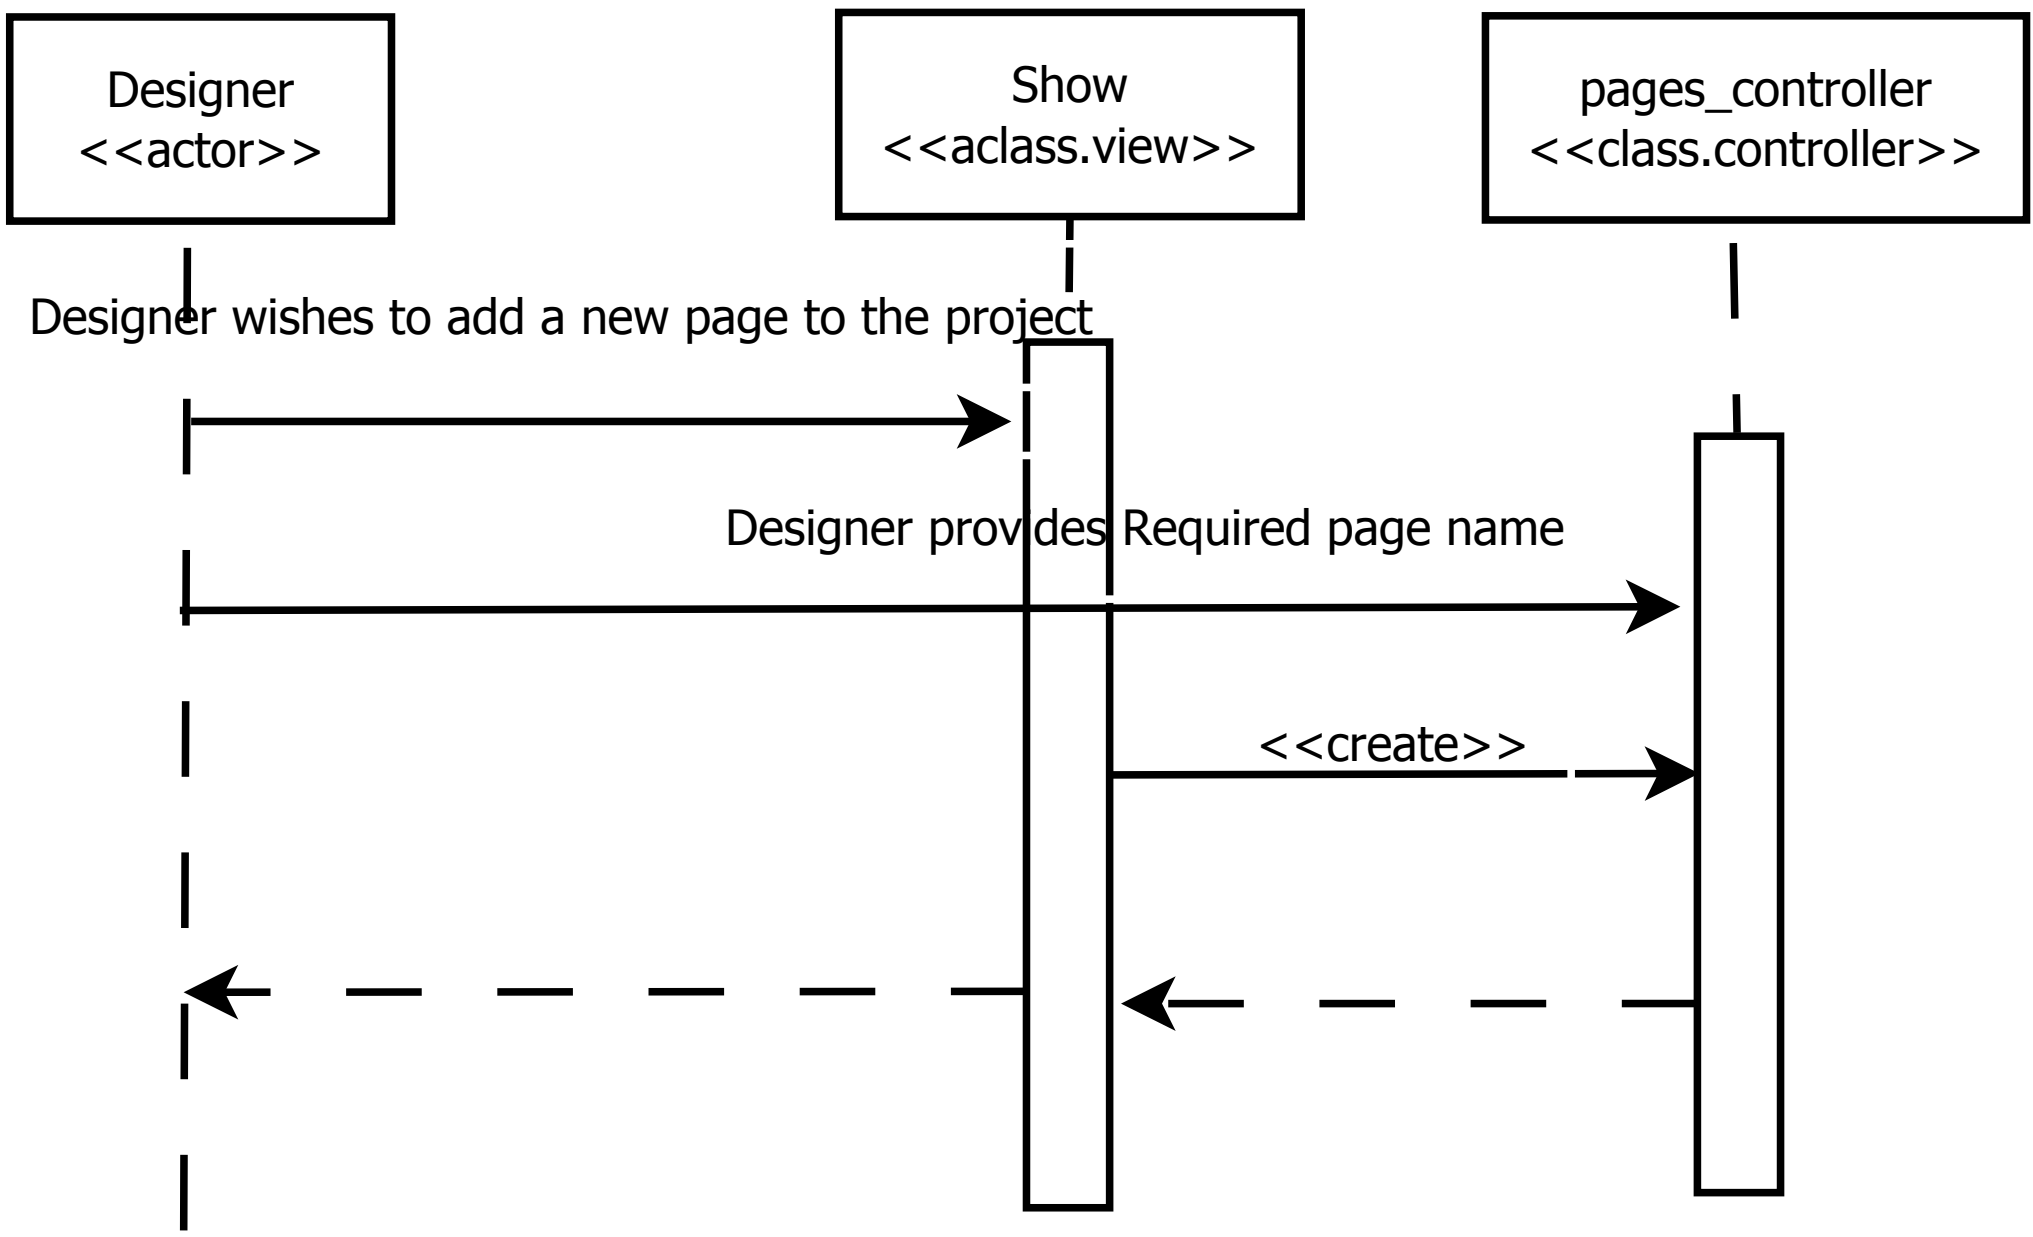 Designer
<<actor>>
Show
<<aclass.view>>
pages_controller
<<class.controller>>
Designer wishes to add a new page to the project
Designer provides Required page name
<<create>>